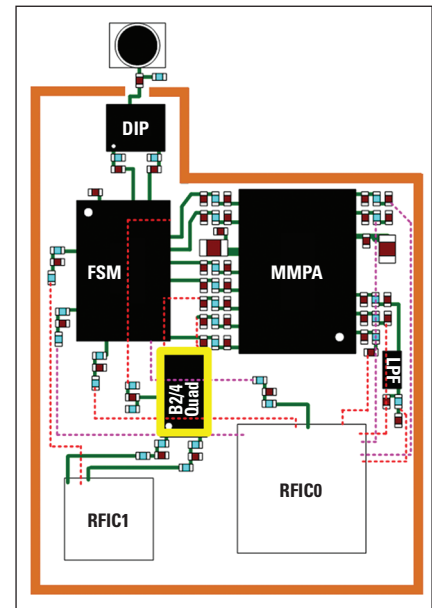 DIP
FSM
MMPA
LPF
B2/4
Quad
RFIC0
RFIC1